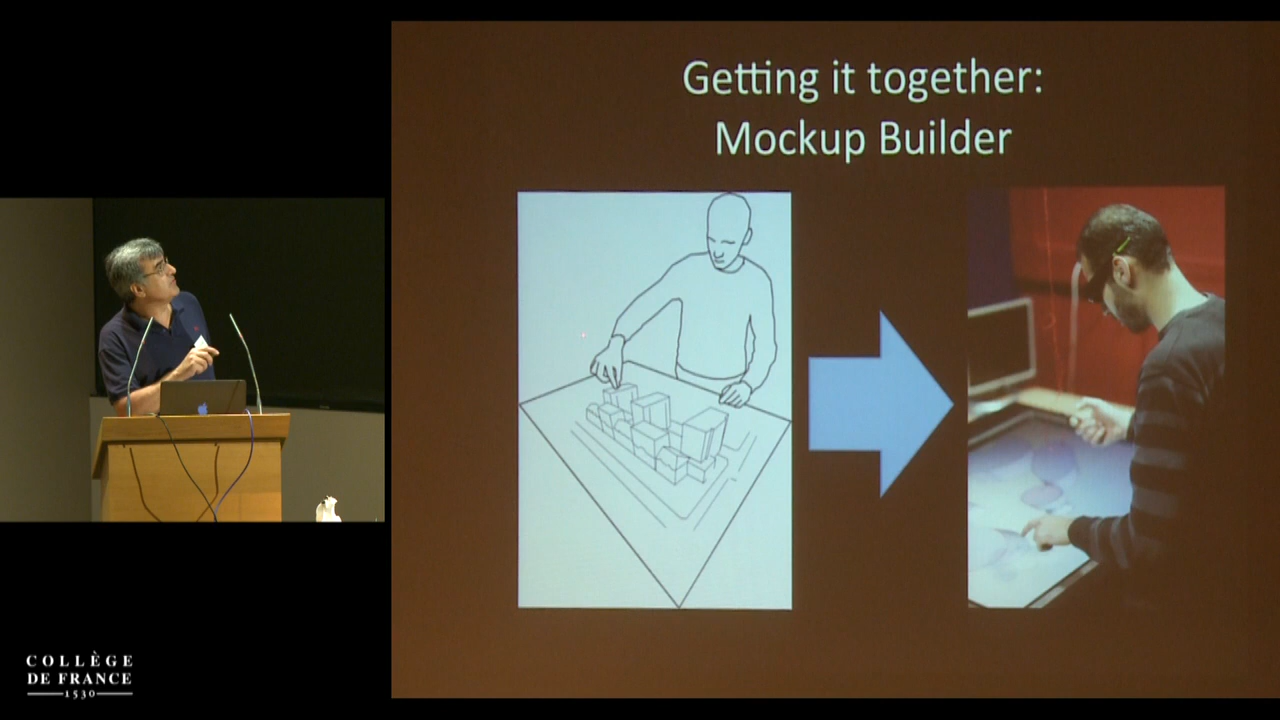 Getting it together:
Mockup Builder
COLLÈGE
DE FRANCE
1530